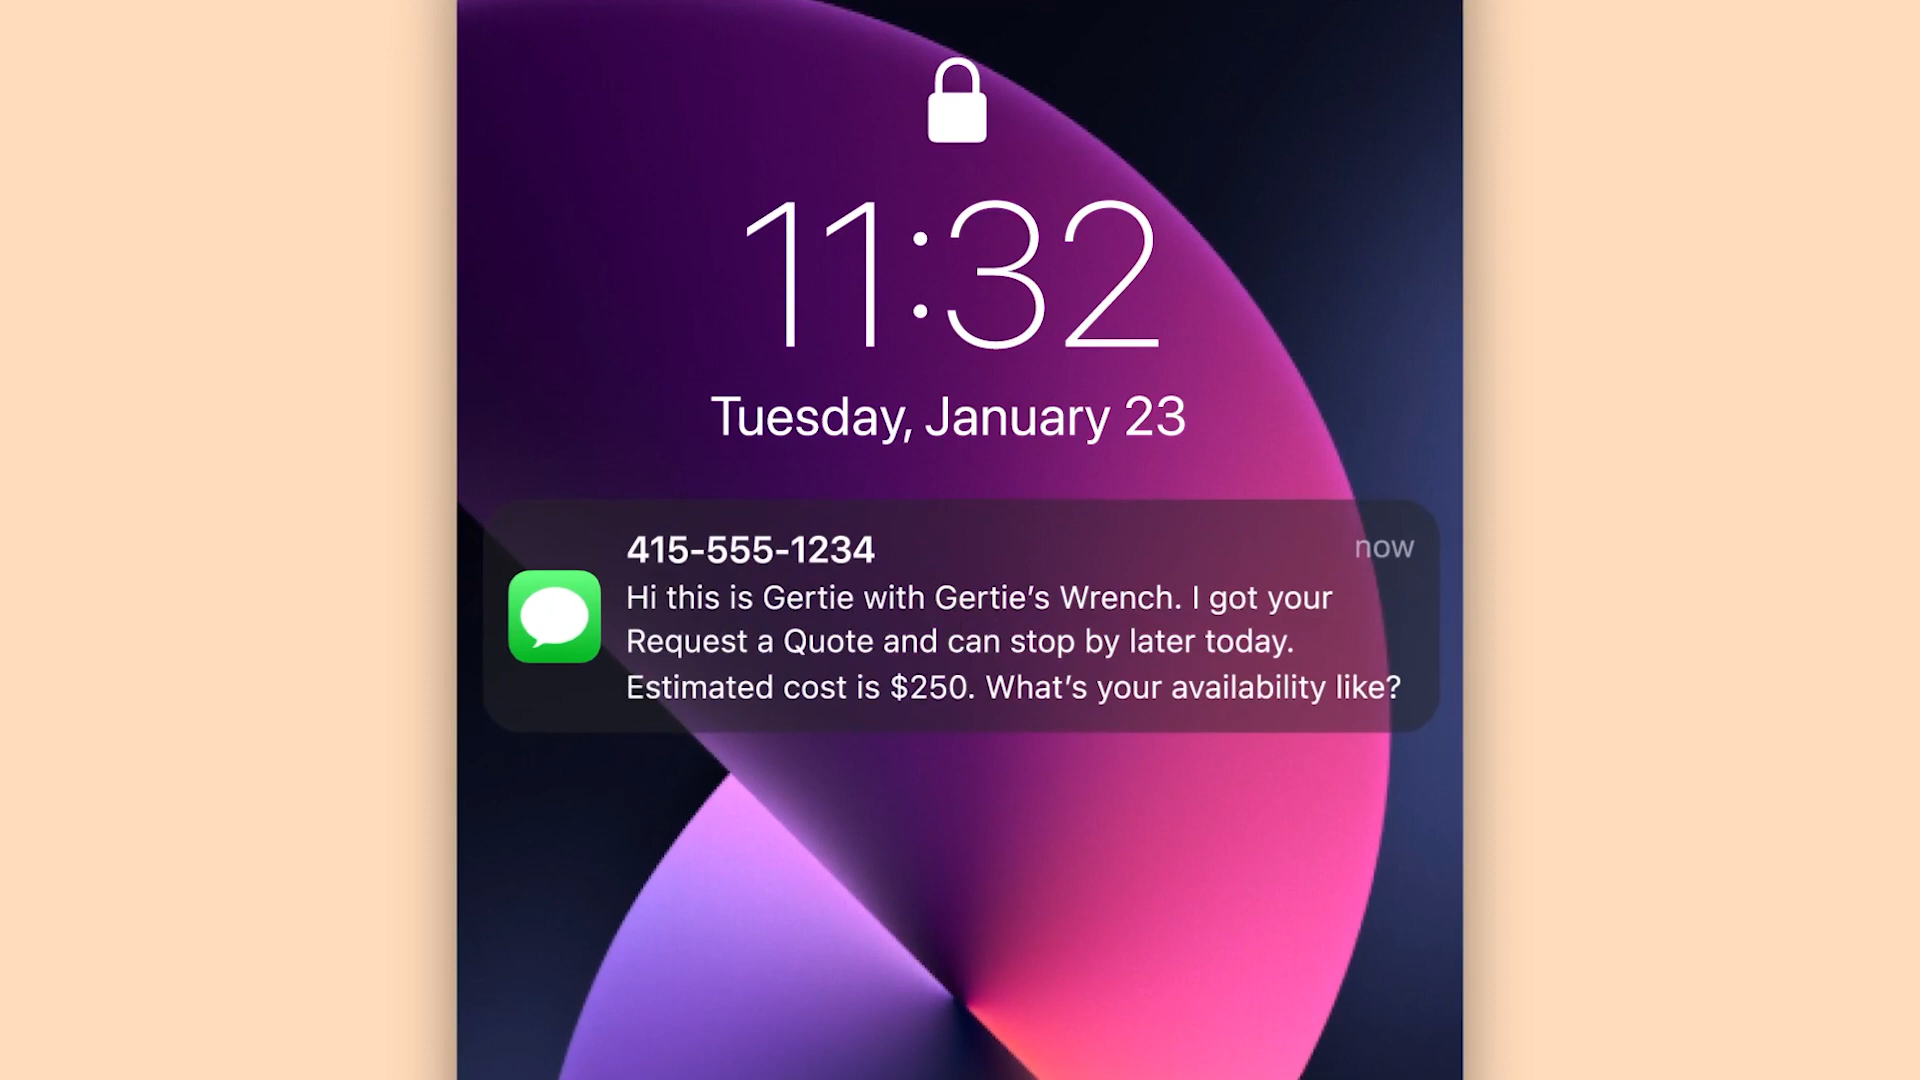 11:32
Tuesday, January 23
415-555-1234
now
Hi this is Gertie with Gertie’s Wrench. I got your
Request a Quote and can stop by later today.
Estimated cost is $250. What’s your availability like?